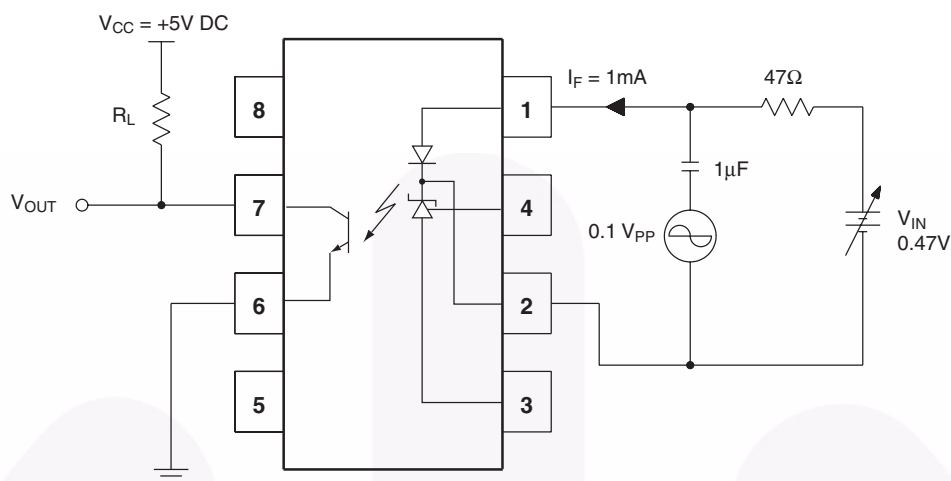 V_CC = +5V DC
R_L
V_OUT
8
7
6
5
1
4
2
3
I_F = 1mA
47Ω
1μF
0.1 V_PP
V_IN
0.47V